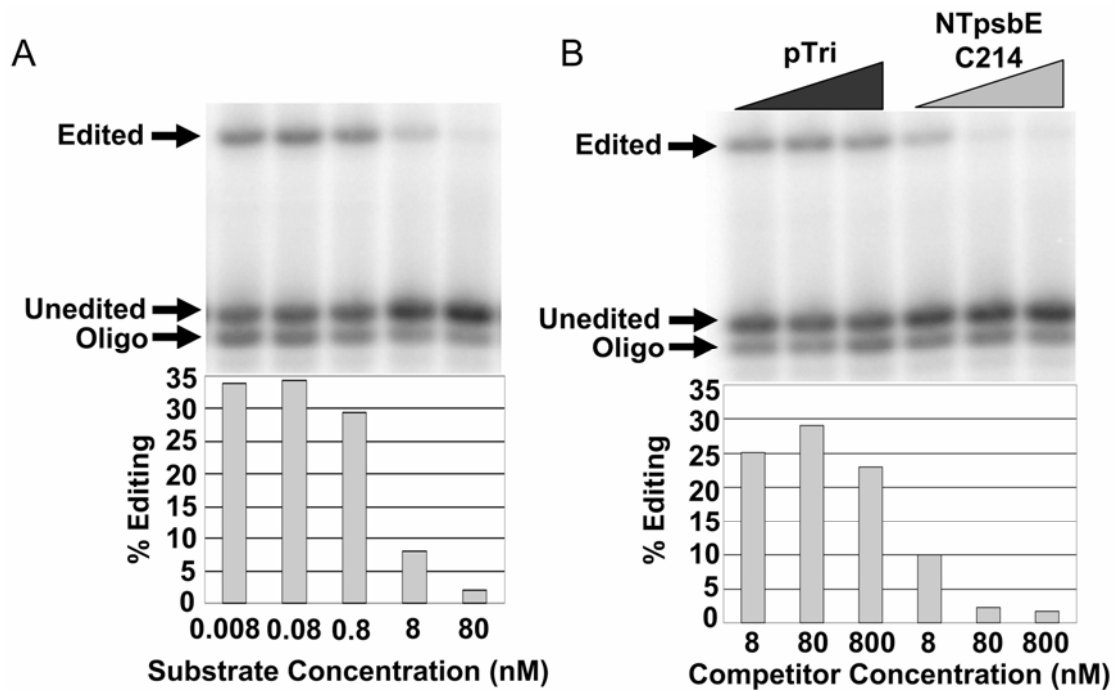 A
Edited
Unedited
Oligo
35
30
25
20
15
10
5
0
% Editing
0.008 0.08 0.8 8 80
Substrate Concentration (nM)
B
pTri
NTpsbE
C214
Edited
Unedited
Oligo
35
30
25
20
15
10
5
0
% Editing
8 80 800 8 80 800
Competitor Concentration (nM)